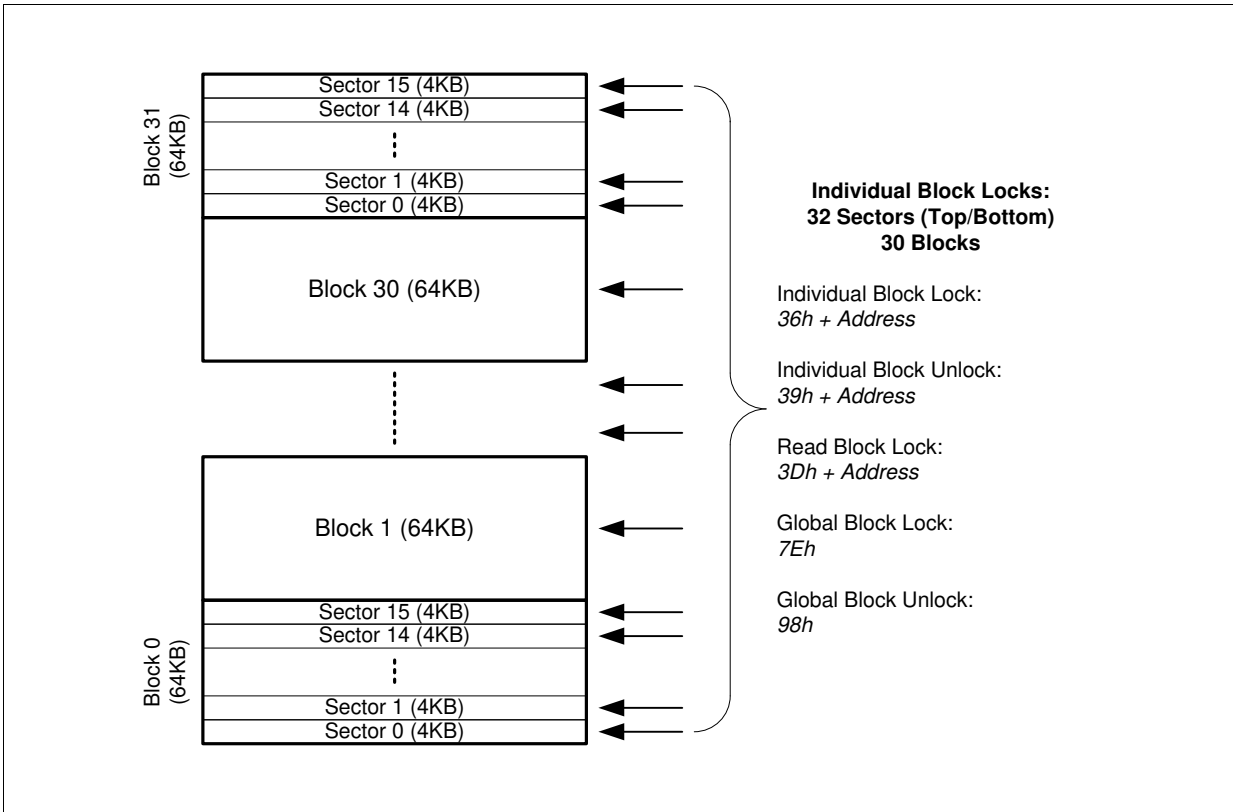 Block 31
(64KB)
Sector 15 (4KB)
Sector 14 (4KB)
Sector 1 (4KB)
Sector 0 (4KB)
Block 30 (64KB)
Block 1 (64KB)
Block 0
(64KB)
Sector 15 (4KB)
Sector 14 (4KB)
Sector 1 (4KB)
Sector 0 (4KB)
Individual Block Locks:
32 Sectors (Top/Bottom)
30 Blocks
Individual Block Lock:
36h + Address
Individual Block Unlock:
39h + Address
Read Block Lock:
3Dh + Address
Global Block Lock:
7Eh
Global Block Unlock:
98h